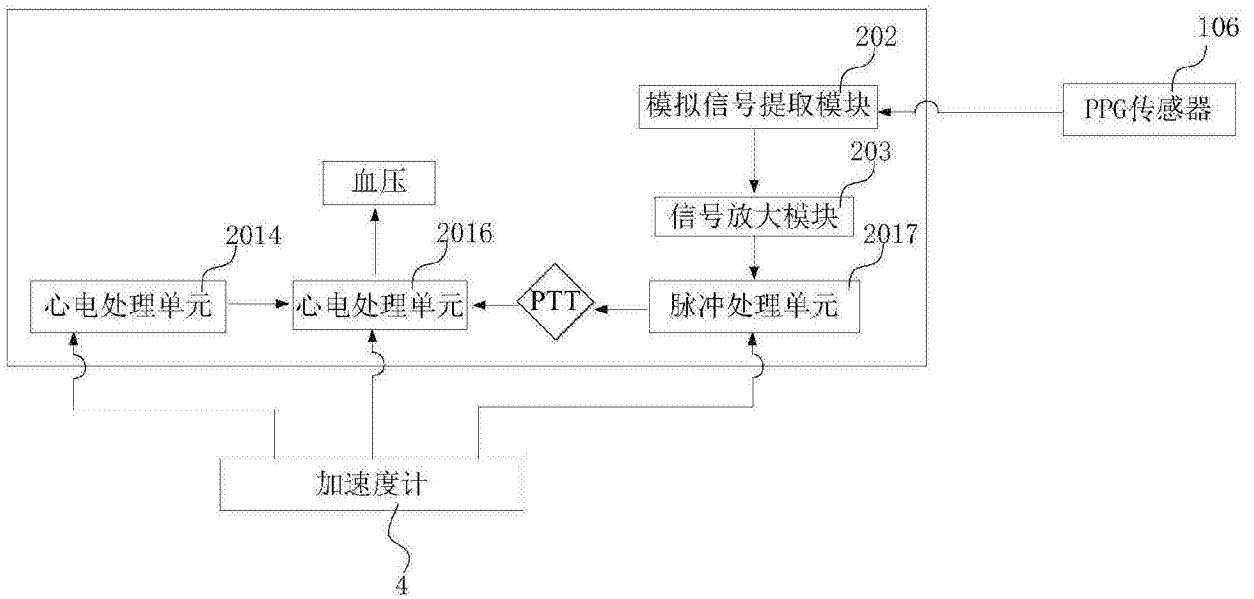 202
106
模拟信号提取模块
PPG传感器
203
血压
信号放大模块
2014
2016
2017
心电处理单元
心电处理单元
PTT
脉冲处理单元
加速度计
4